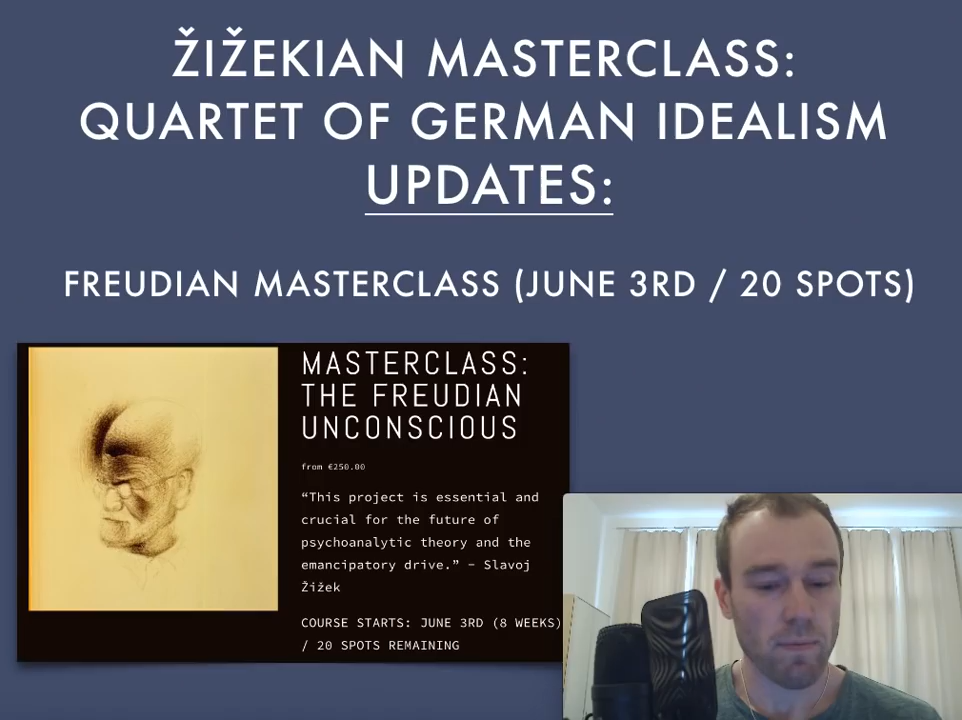 ŽIŽEKIAN MASTERCLASS:
QUARTET OF GERMAN IDEALISM
UPDATES:
FREUDIAN MASTERCLASS (JUNE 3RD / 20 SPOTS)
MASTERCLASS:
THE FREUDIAN
UNCONSCIOUS
from €250.00
“This project is essential and
crucial for the future of
psychoanalytic theory and the
emancipatory drive.” – Slavoj
Žižek
COURSE STARTS: JUNE 3RD (8 WEEKS)
/ 20 SPOTS REMAINING